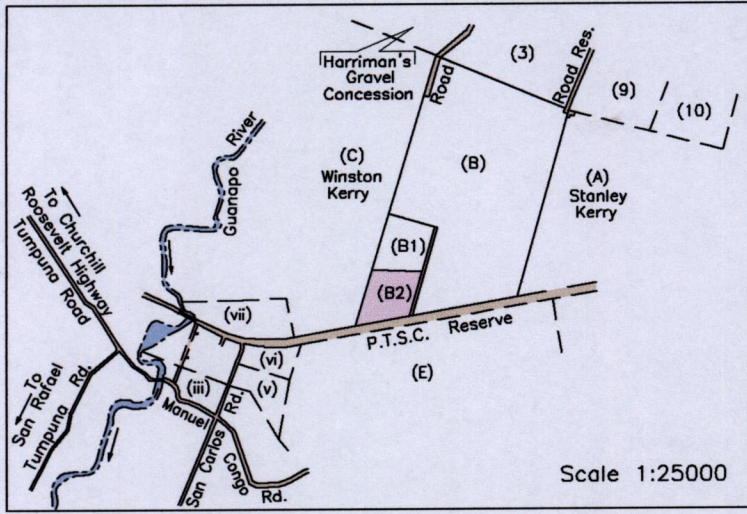 Harriman's
Gravel
Concession
Road
(3)
Road Res.
(9)
(10)
Guanapo River
(C)
Winston
Kerry
(B)
(A)
Stanley
Kerry
To Churchill
Roosevelt Highway
Tumpuna Road
(B1)
(B2)
(vii)
P.T.S.C. Reserve
(vi)
(v)
(iii)
(E)
To
San Rafael
Tumpuna Rd.
Manuel Congo Rd.
San Carlos Rd.
Scale 1:25000